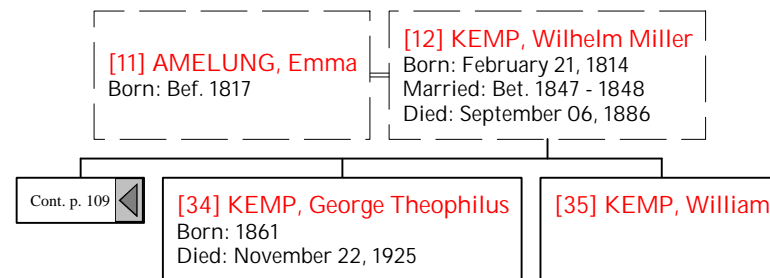 [11] AMELUNG, Emma
Born: Bef. 1817
[12] KEMP, Wilhelm Miller
Born: February 21, 1814
Married: Bet. 1847 - 1848
Died: September 06, 1886
Cont. p. 109
[34] KEMP, George Theophilus
Born: 1861
Died: November 22, 1925
[35] KEMP, William